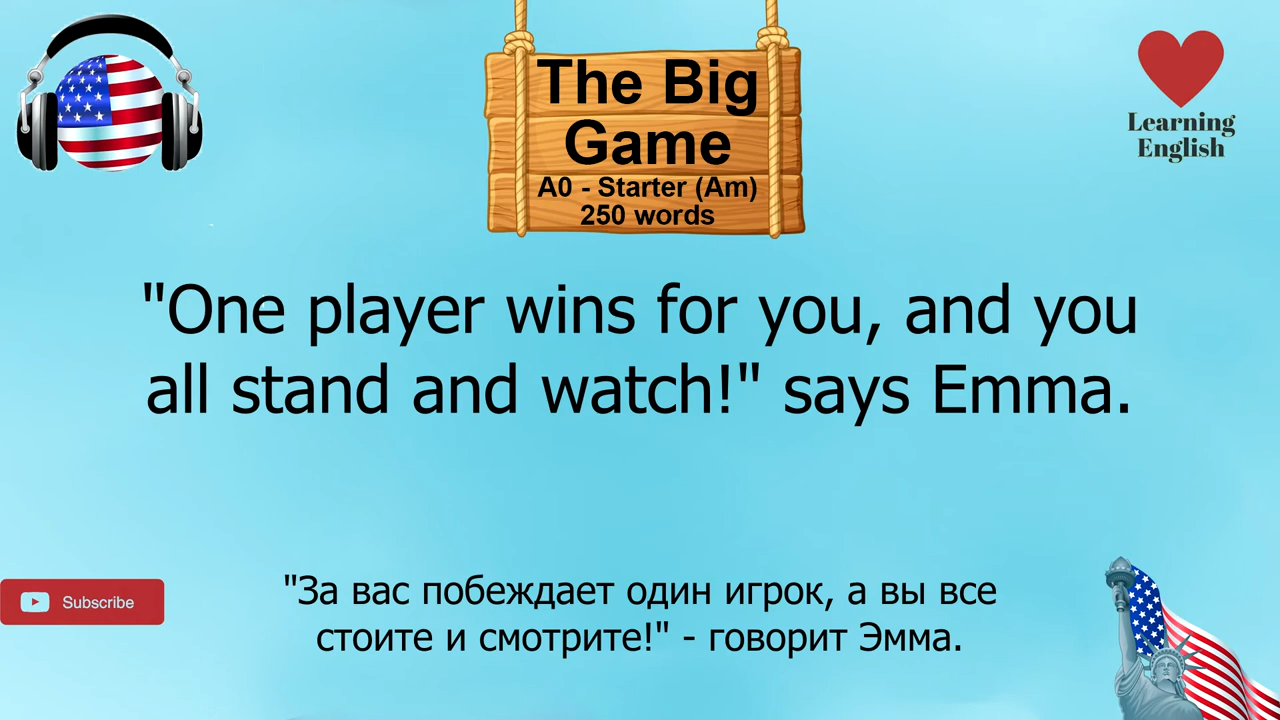 The Big
Game
A0 - Starter (Am)
250 words
Learning
English
"One player wins for you, and you
all stand and watch!" says Emma.
"За вас побеждает один игрок, а вы все
стоите и смотрите!" - говорит Эмма.
Subscribe